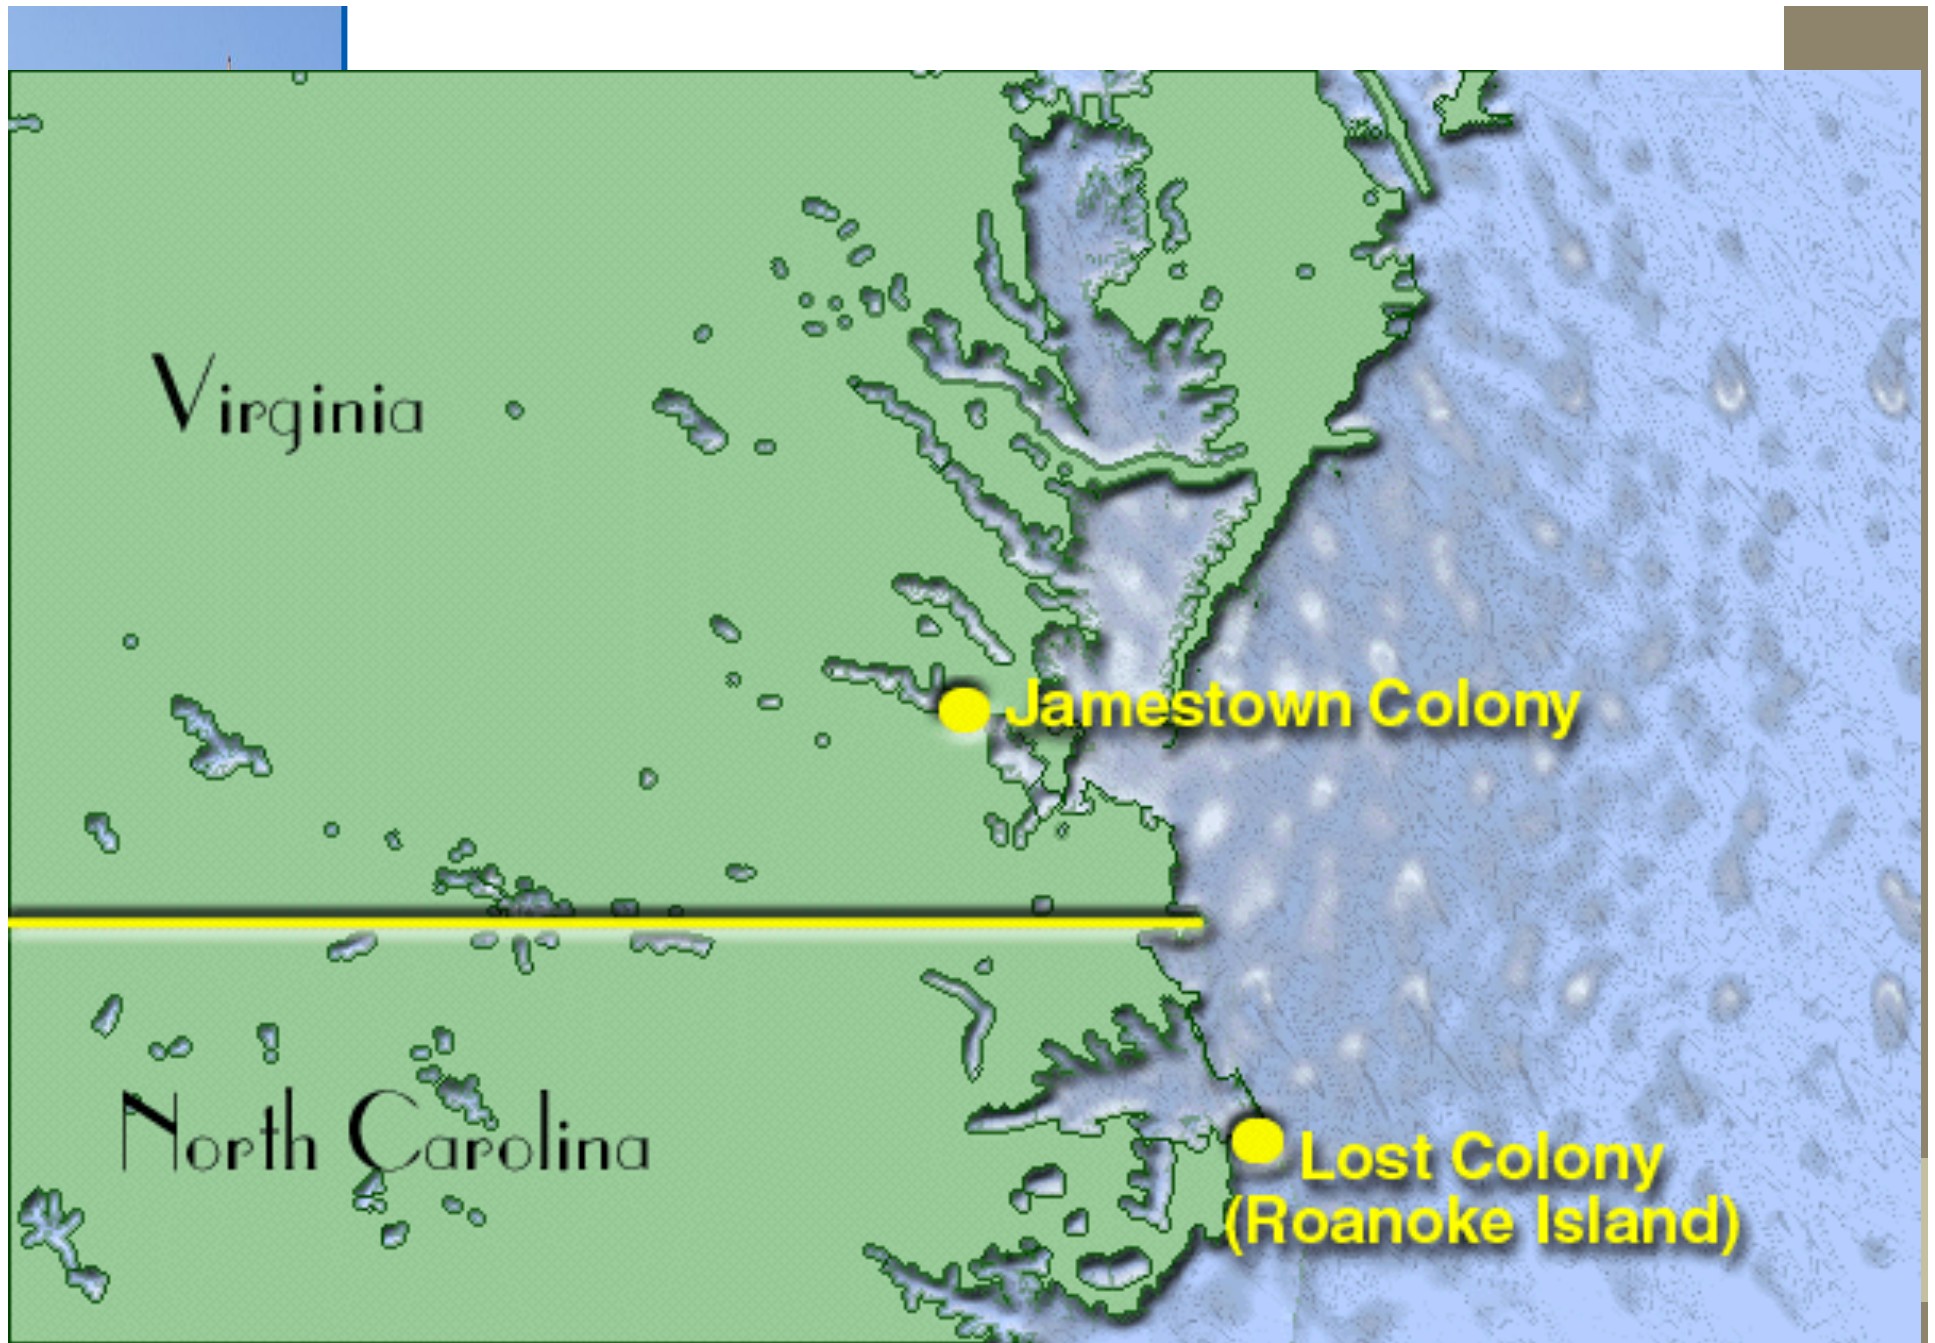 Virginia
Jamestown Colony
North Carolina
Lost Colony
(Roanoke Island)